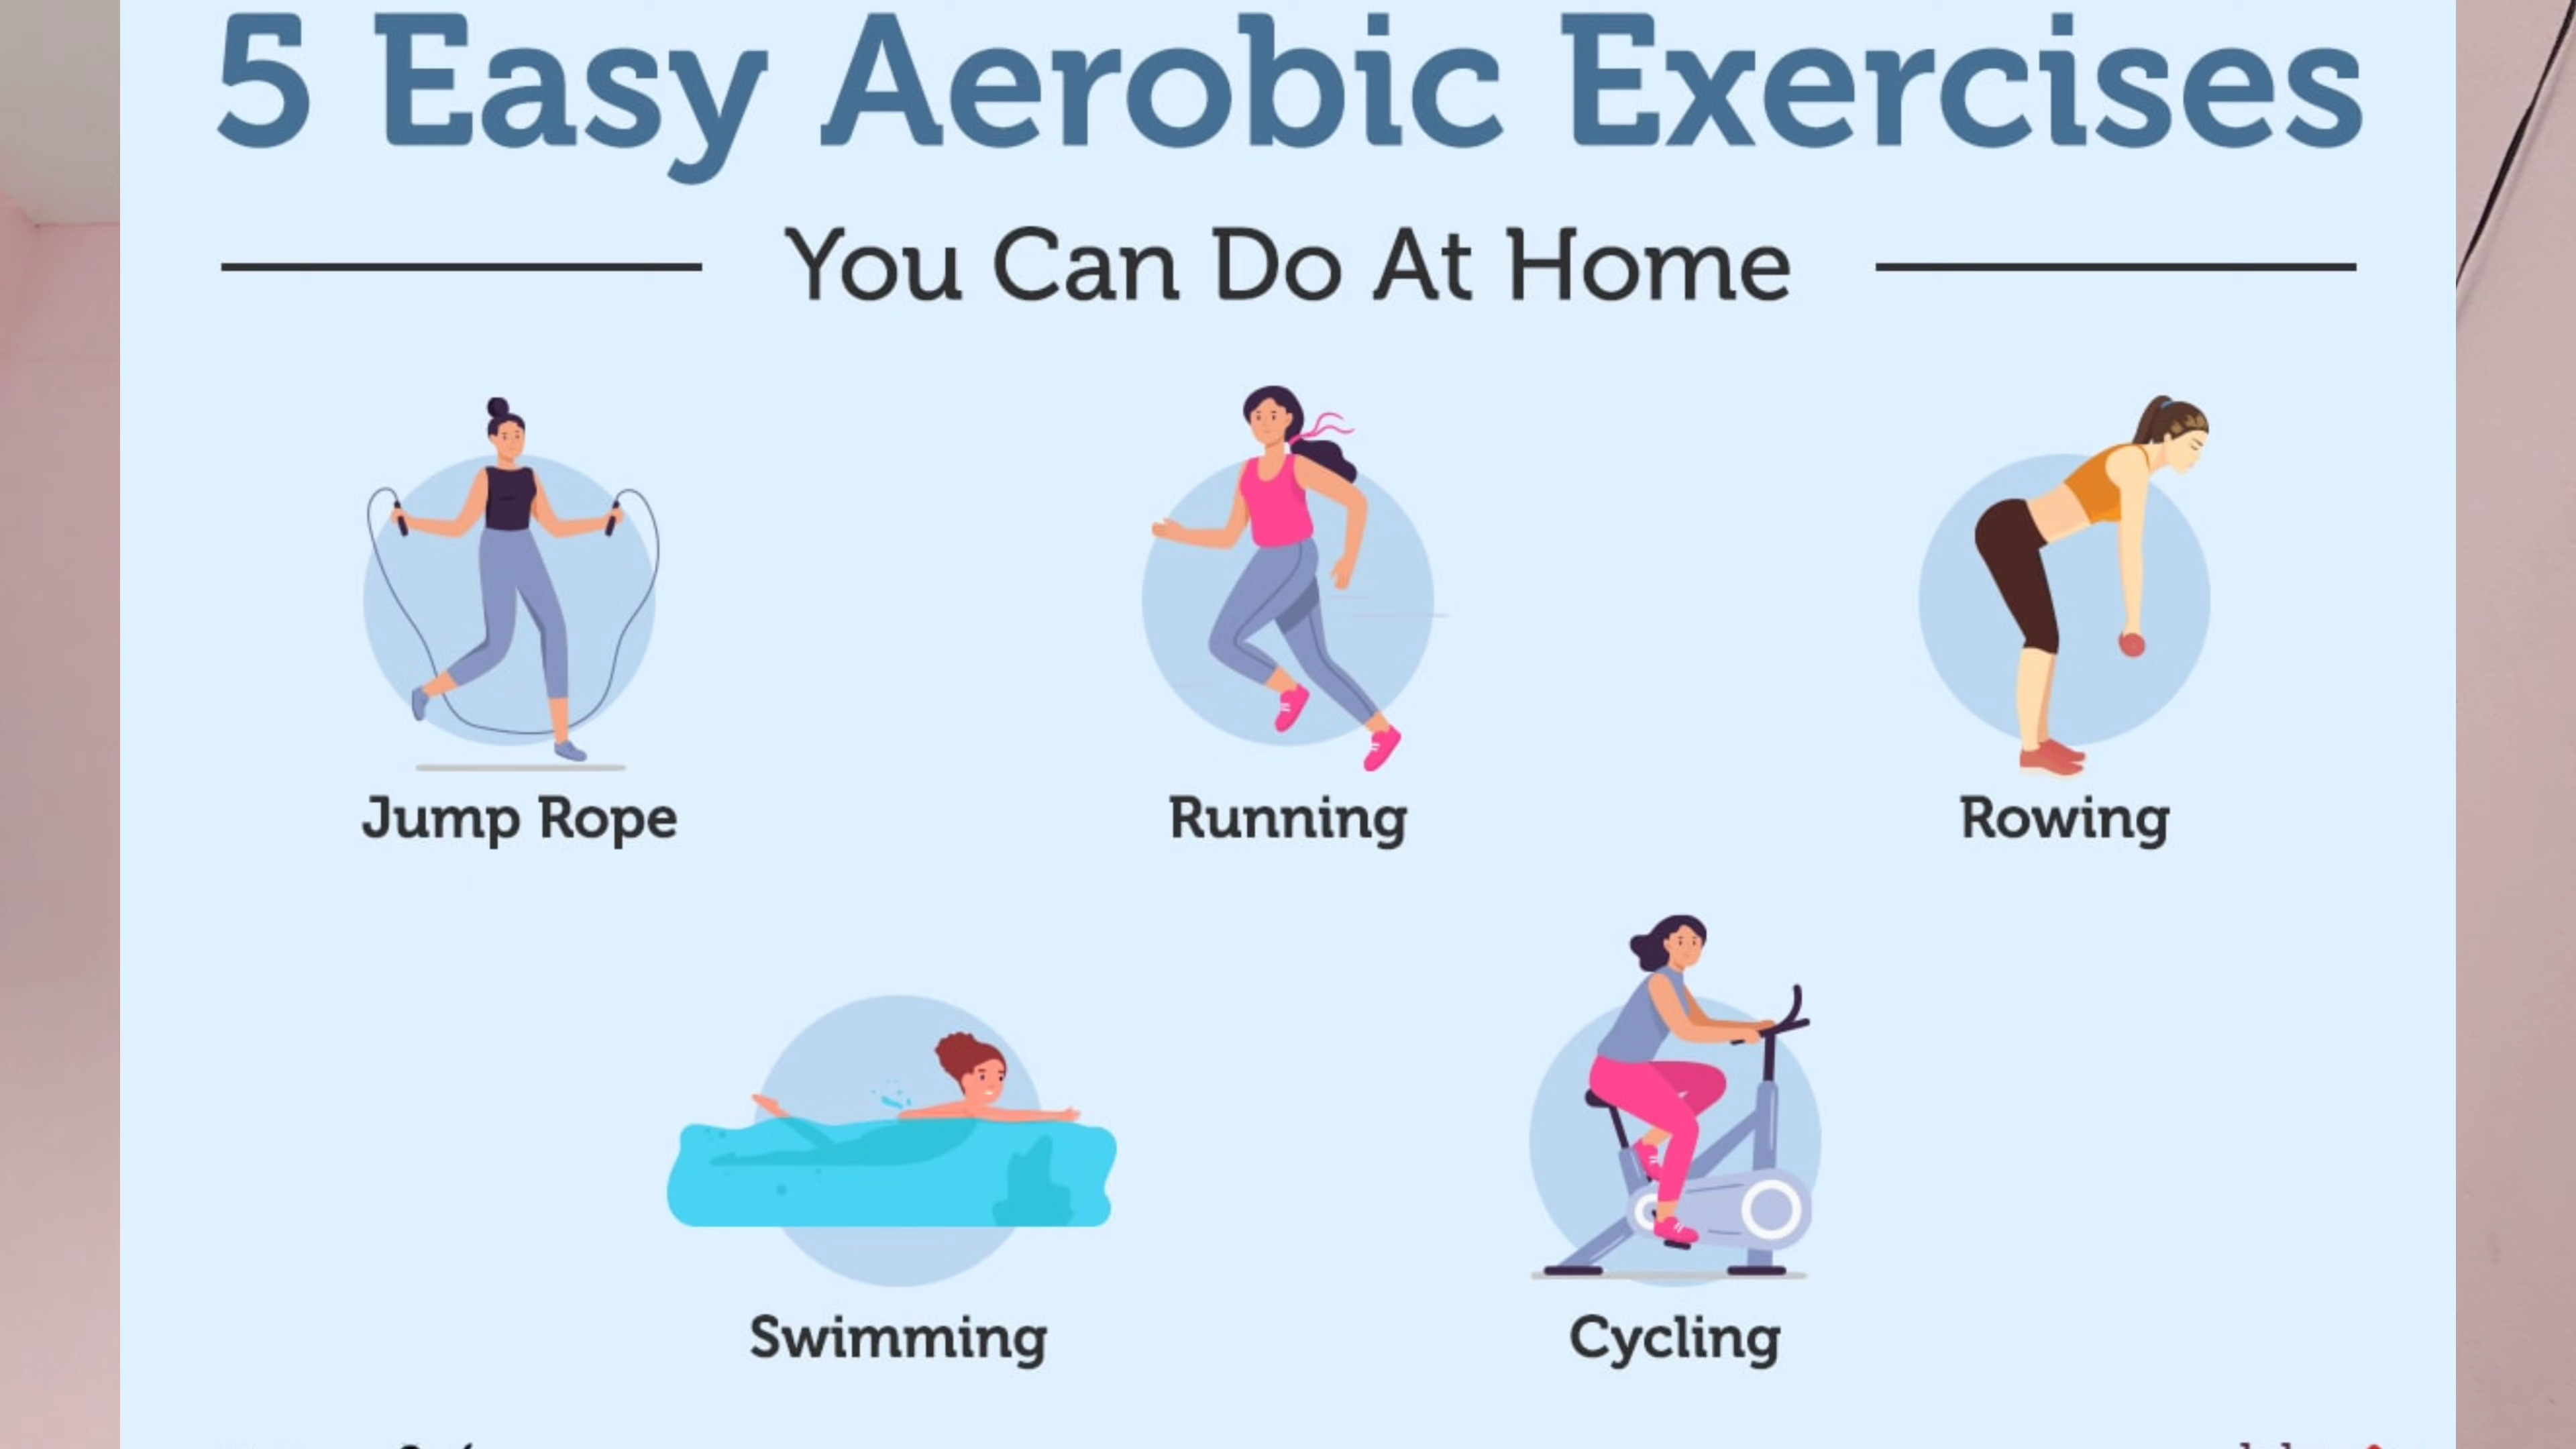 5 Easy Aerobic Exercises
You Can Do At Home
Jump Rope
Running
Rowing
Swimming
Cycling